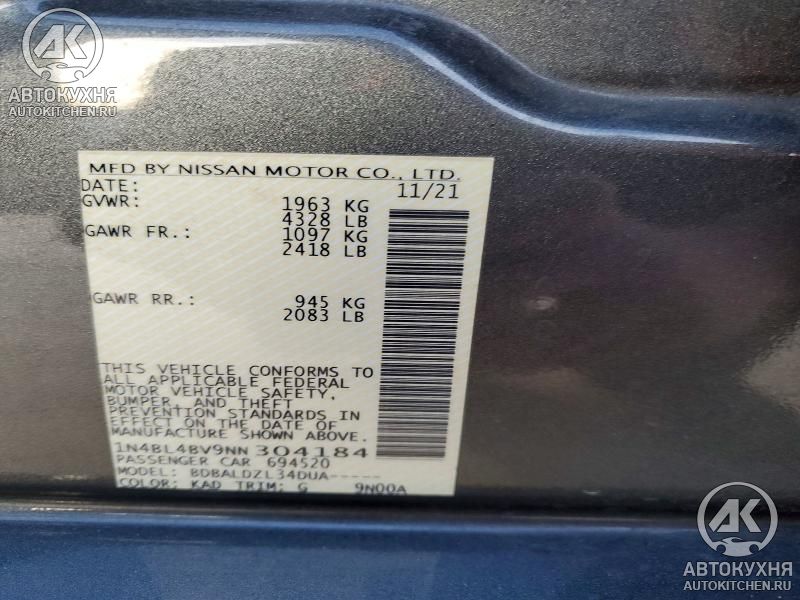 АК
АВТОКУХНЯ
AUTOKITCHEN.RU
MFD BY NISSAN MOTOR CO., LTD.
DATE: 11/21
GVWR: 1963 KG
4328 LB
GAWR FR.: 1097 KG
2418 LB
GAWR RR.: 945 KG
2083 LB
THIS VEHICLE CONFORMS TO
ALL APPLICABLE FEDERAL
MOTOR VEHICLE SAFETY,
BUMPER, AND THEFT
PREVENTION STANDARDS IN
EFFECT ON THE DATE OF
MANUFACTURE SHOWN ABOVE.
1N4BL4BV9NN304184
PASSENGER CAR 694520
MODEL: BDBALDZL34DUA-----
COLOR: KAD TRIM: G 9N00A
АК
АВТОКУХНЯ
AUTOKITCHEN.RU